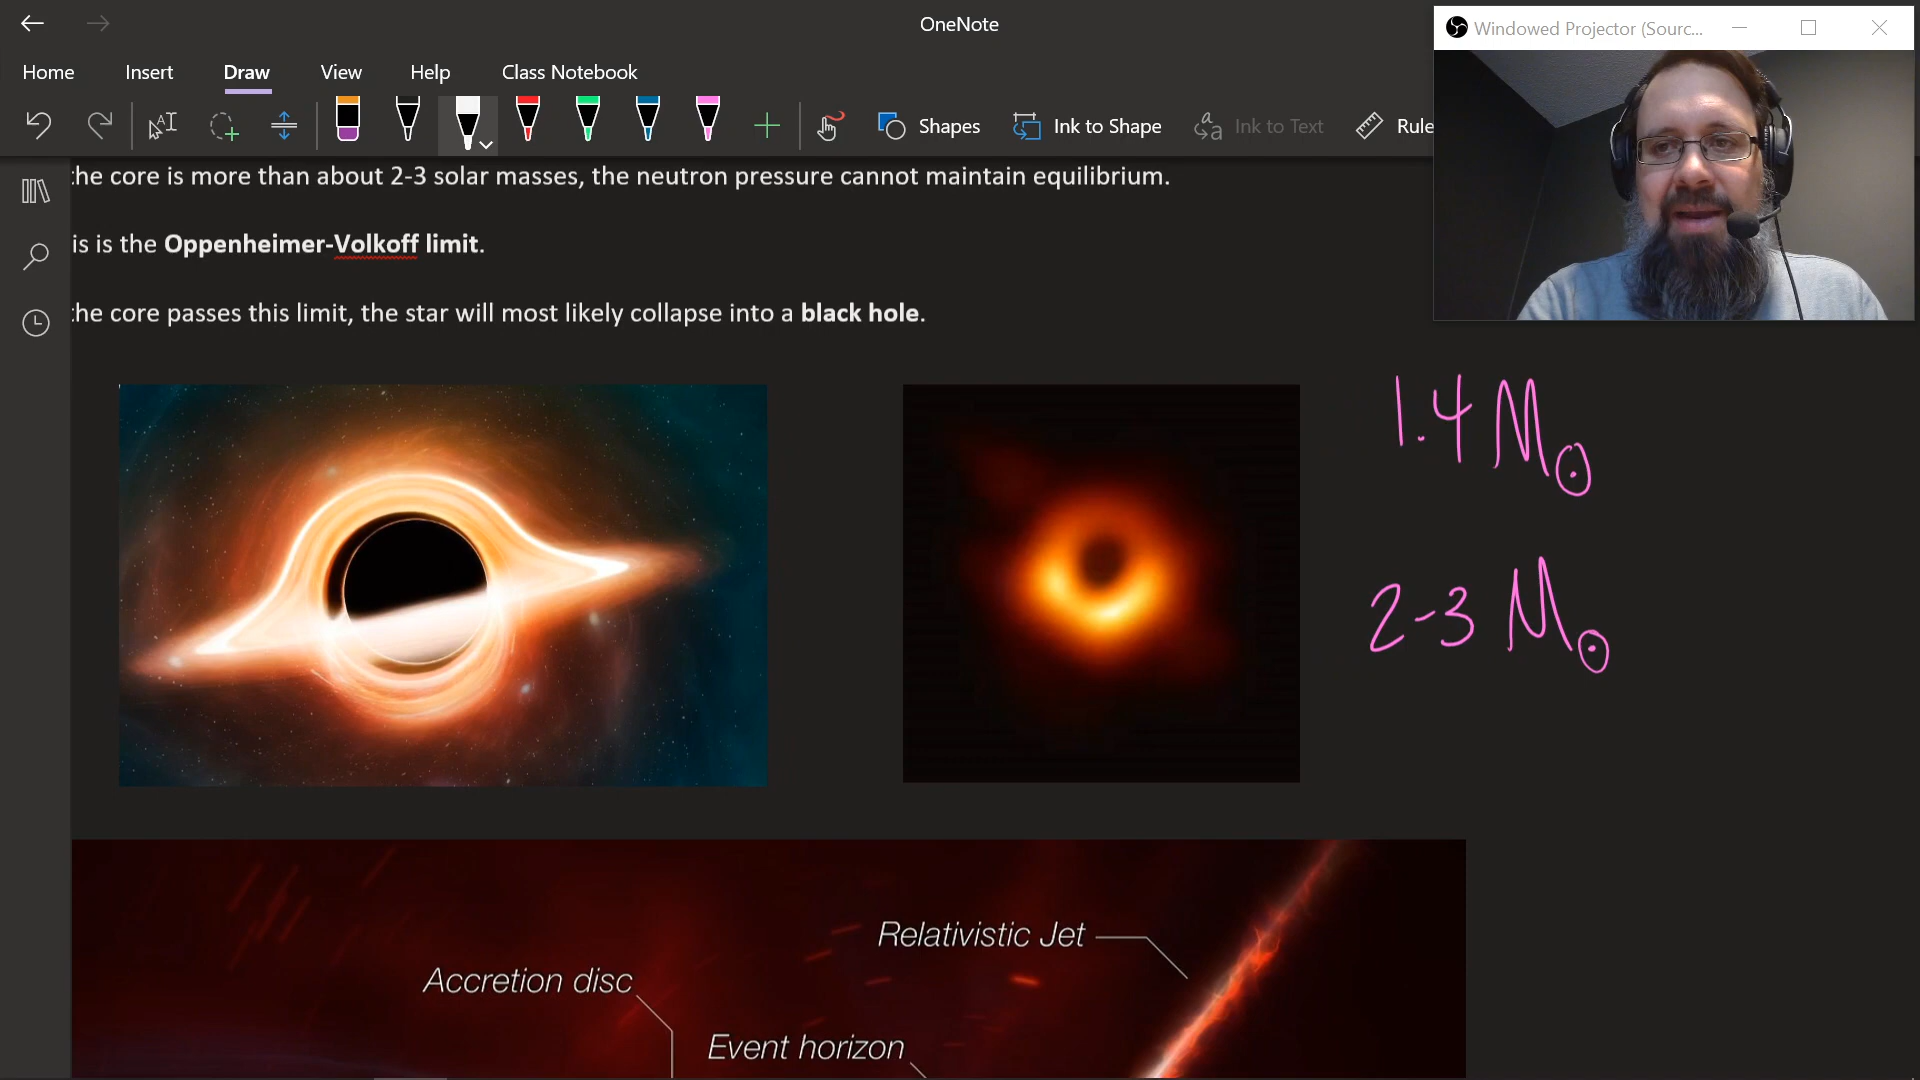 OneNote
Windowed Projector (Sourc...
Home Insert Draw View Help Class Notebook
Shapes Ink to Shape Ink to Text Rule
the core is more than about 2-3 solar masses, the neutron pressure cannot maintain equilibrium.
is is the Oppenheimer-Volkoff limit.
the core passes this limit, the star will most likely collapse into a black hole.
1.4 M☉
2-3 M☉
Relativistic Jet
Accretion disc
Event horizon